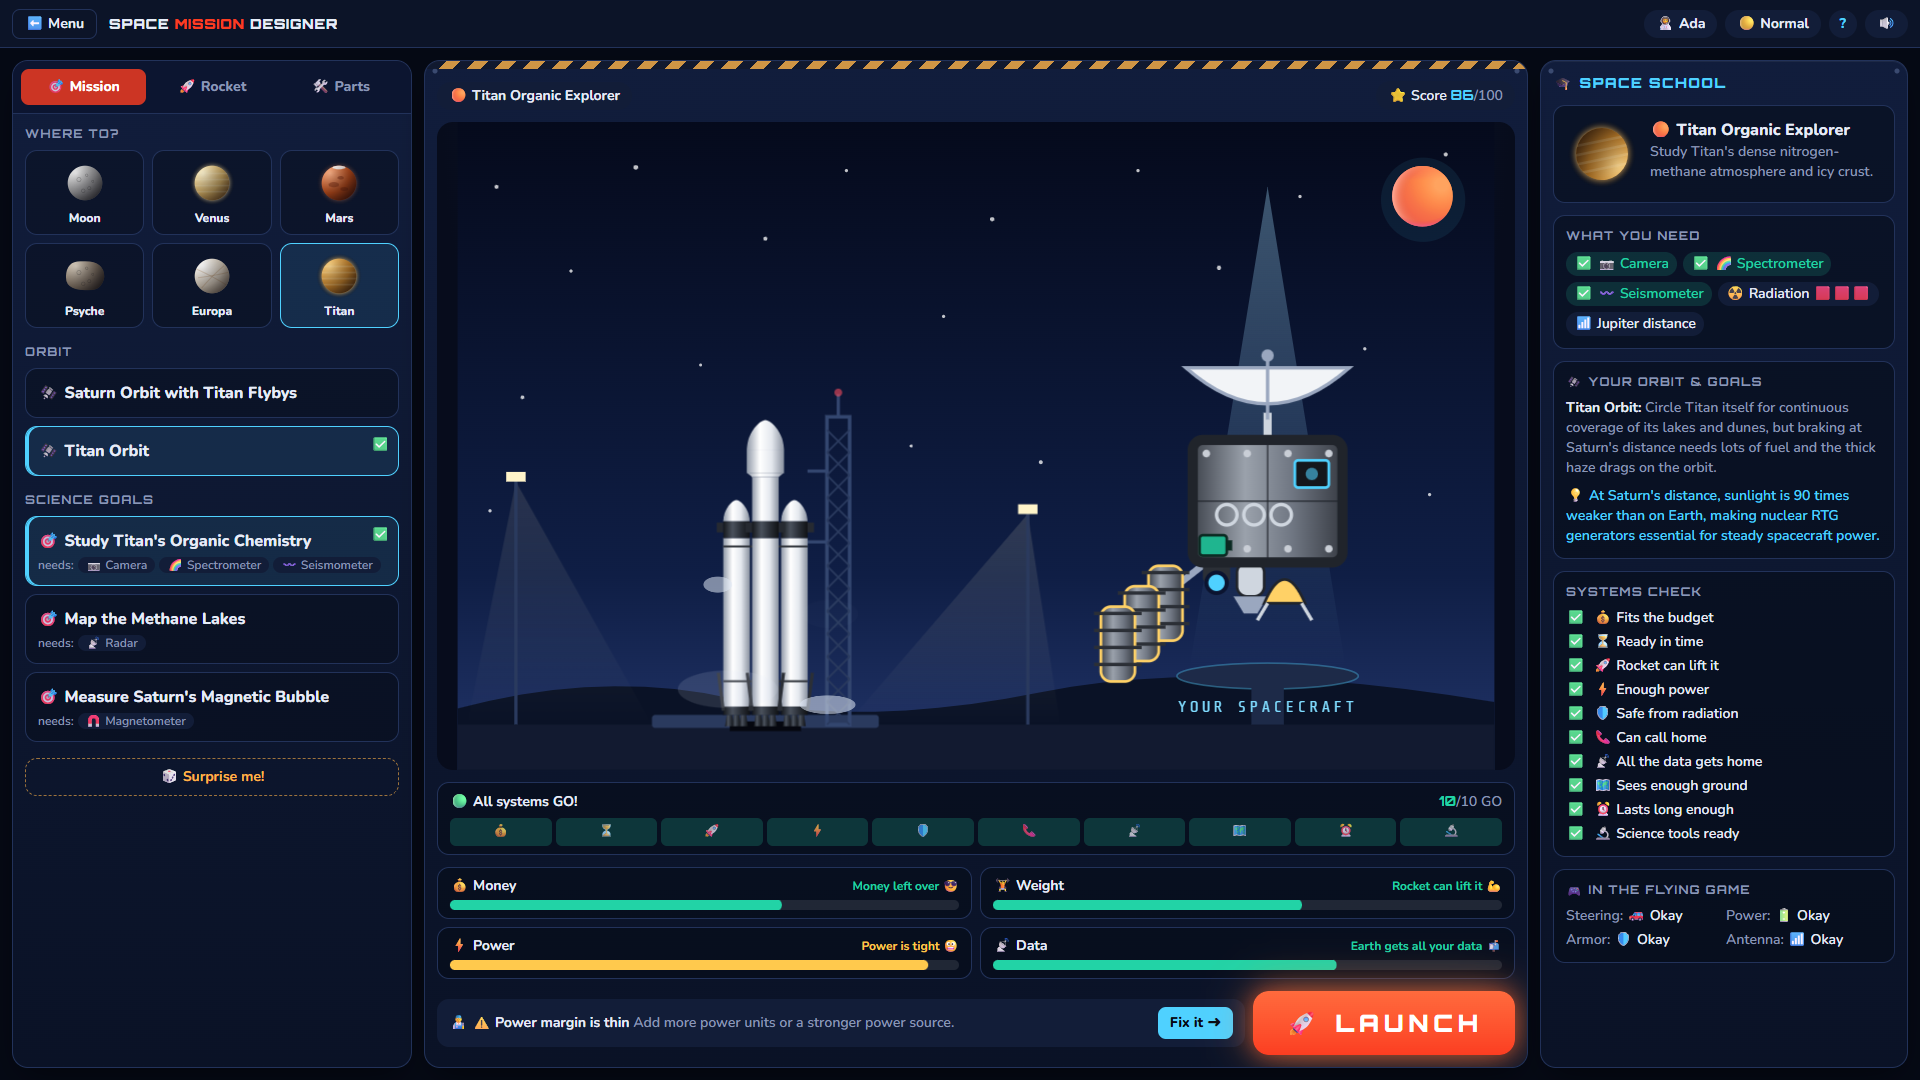 Menu
SPACE MISSION DESIGNER
Ada
Normal
?
Mission
Rocket
Parts
WHERE TO?
Moon
Venus
Mars
Psyche
Europa
Titan
ORBIT
Saturn Orbit with Titan Flybys
Titan Orbit
SCIENCE GOALS
Study Titan's Organic Chemistry
needs: Camera Spectrometer Seismometer
Map the Methane Lakes
needs: Radar
Measure Saturn's Magnetic Bubble
needs: Magnetometer
Surprise me!
Titan Organic Explorer
Score 86/100
YOUR SPACECRAFT
All systems GO!
10/10 GO
Money
Money left over
Weight
Rocket can lift it
Power
Power is tight
Data
Earth gets all your data
Power margin is thin Add more power units or a stronger power source.
Fix it →
LAUNCH
SPACE SCHOOL
Titan Organic Explorer
Study Titan's dense nitrogen-
methane atmosphere and icy crust.
WHAT YOU NEED
Camera
Spectrometer
Seismometer
Radiation
Jupiter distance
YOUR ORBIT & GOALS
Titan Orbit: Circle Titan itself for continuous
coverage of its lakes and dunes, but braking at
Saturn's distance needs lots of fuel and the thick
haze drags on the orbit.
At Saturn's distance, sunlight is 90 times
weaker than on Earth, making nuclear RTG
generators essential for steady spacecraft power.
SYSTEMS CHECK
Fits the budget
Ready in time
Rocket can lift it
Enough power
Safe from radiation
Can call home
All the data gets home
Sees enough ground
Lasts long enough
Science tools ready
IN THE FLYING GAME
Steering: Okay
Power: Okay
Armor: Okay
Antenna: Okay